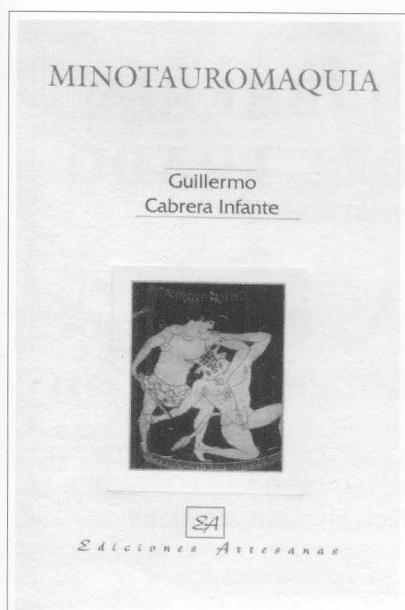 MINOTAUROMAQUIA
Guillermo
Cabrera Infante
EA
Ediciones Artesanas